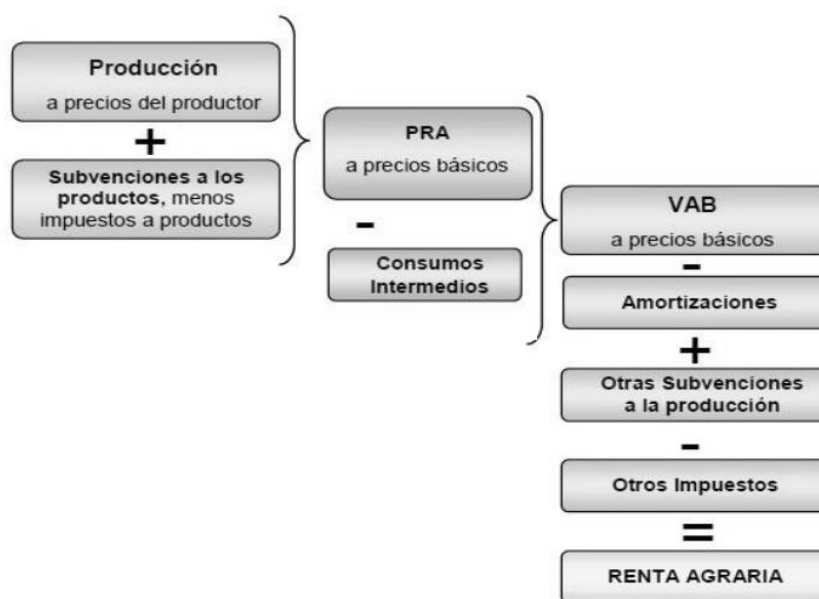 Producción
a precios del productor
+
Subvenciones a los
productos, menos
impuestos a productos
PRA
a precios básicos
-
Consumos
Intermedios
VAB
a precios básicos
-
Amortizaciones
+
Otras Subvenciones
a la producción
-
Otros Impuestos
=
RENTA AGRARIA